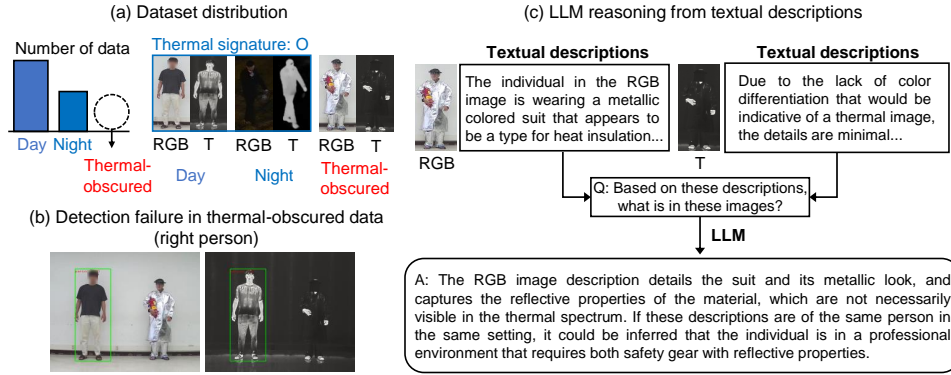 (a) Dataset distribution
Number of data
Thermal signature: O
Day
Night
Thermal-
obscured
RGB T RGB T RGB T
Day
Night
Thermal-
obscured
(b) Detection failure in thermal-obscured data
(right person)
(c) LLM reasoning from textual descriptions
Textual descriptions
The individual in the RGB
image is wearing a metallic
colored suit that appears to
be a type for heat insulation...
RGB
Textual descriptions
Due to the lack of color
differentiation that would be
indicative of a thermal image,
the details are minimal...
T
Q: Based on these descriptions,
what is in these images?
LLM
A: The RGB image description details the suit and its metallic look, and
captures the reflective properties of the material, which are not necessarily
visible in the thermal spectrum. If these descriptions are of the same person in
the same setting, it could be inferred that the individual is in a professional
environment that requires both safety gear with reflective properties.